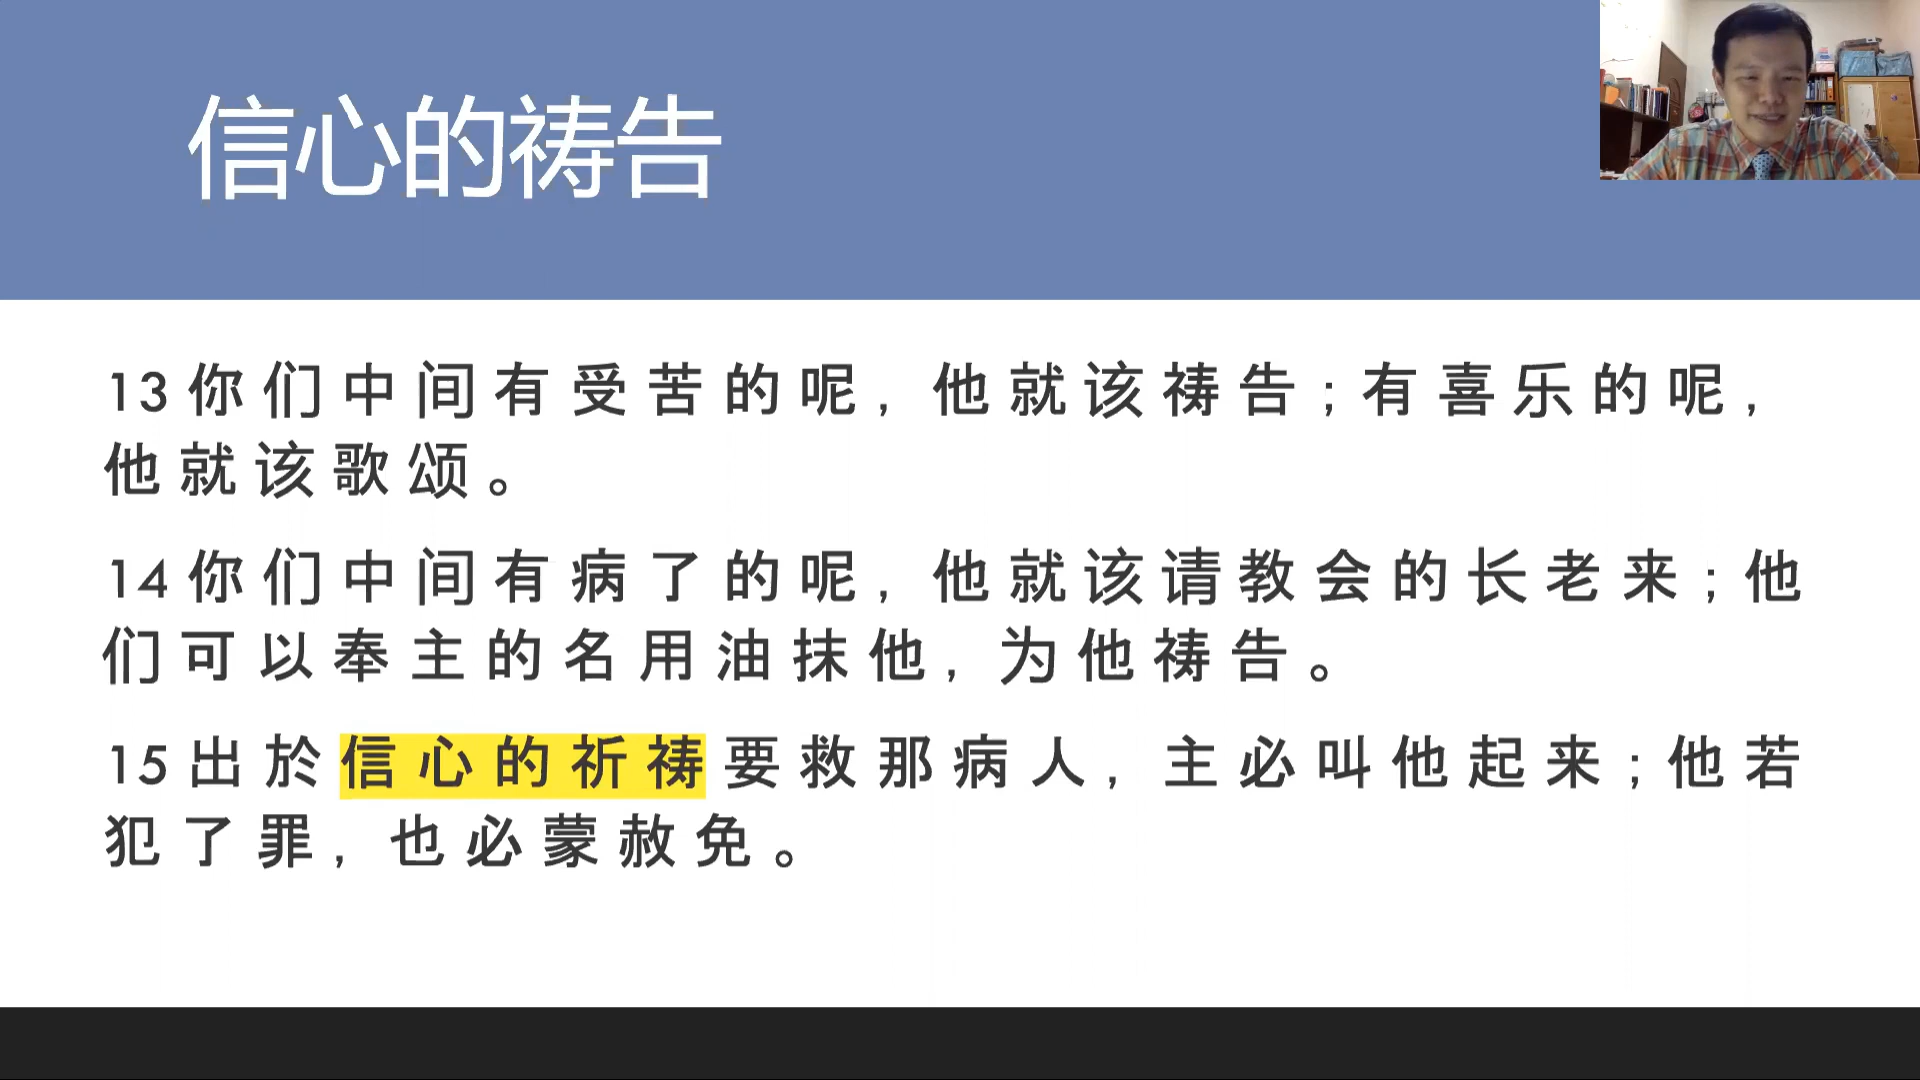 信心的祷告
13 你们中间有受苦的呢，他就该祷告；有喜乐的呢，
他就该歌颂。
14 你们中间有病了的呢，他就该请教会的长老来；他
们可以奉主的名用油抹他，为他祷告。
15 出於信心的祈祷要救那病人，主必叫他起来；他若
犯了罪，也必蒙赦免。